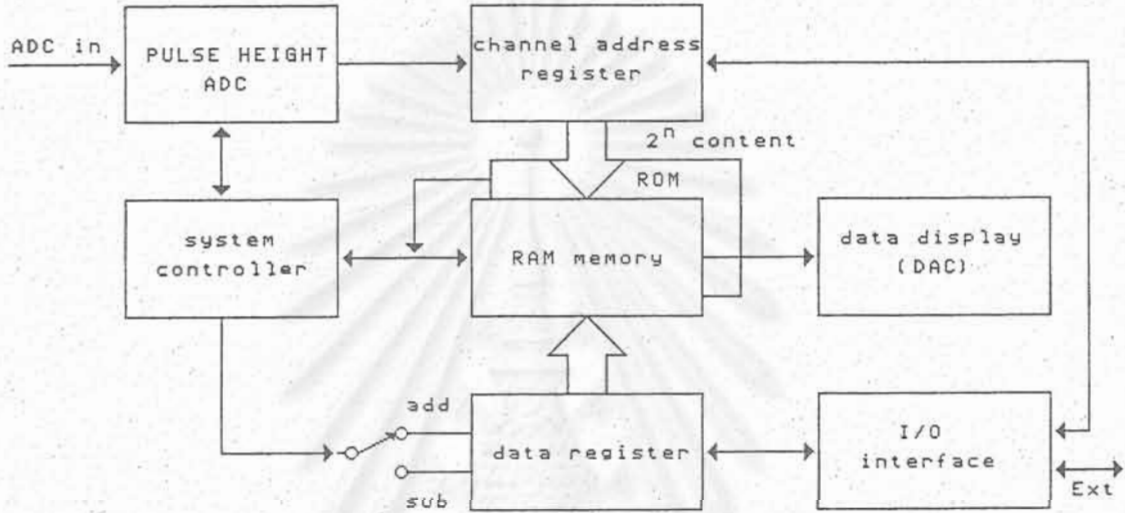 ADC in
PULSE HEIGHT
ADC
channel address
register
2ⁿ content
ROM
system
controller
RAM memory
data display
(DAC)
add
sub
data register
I/O
interface
Ext